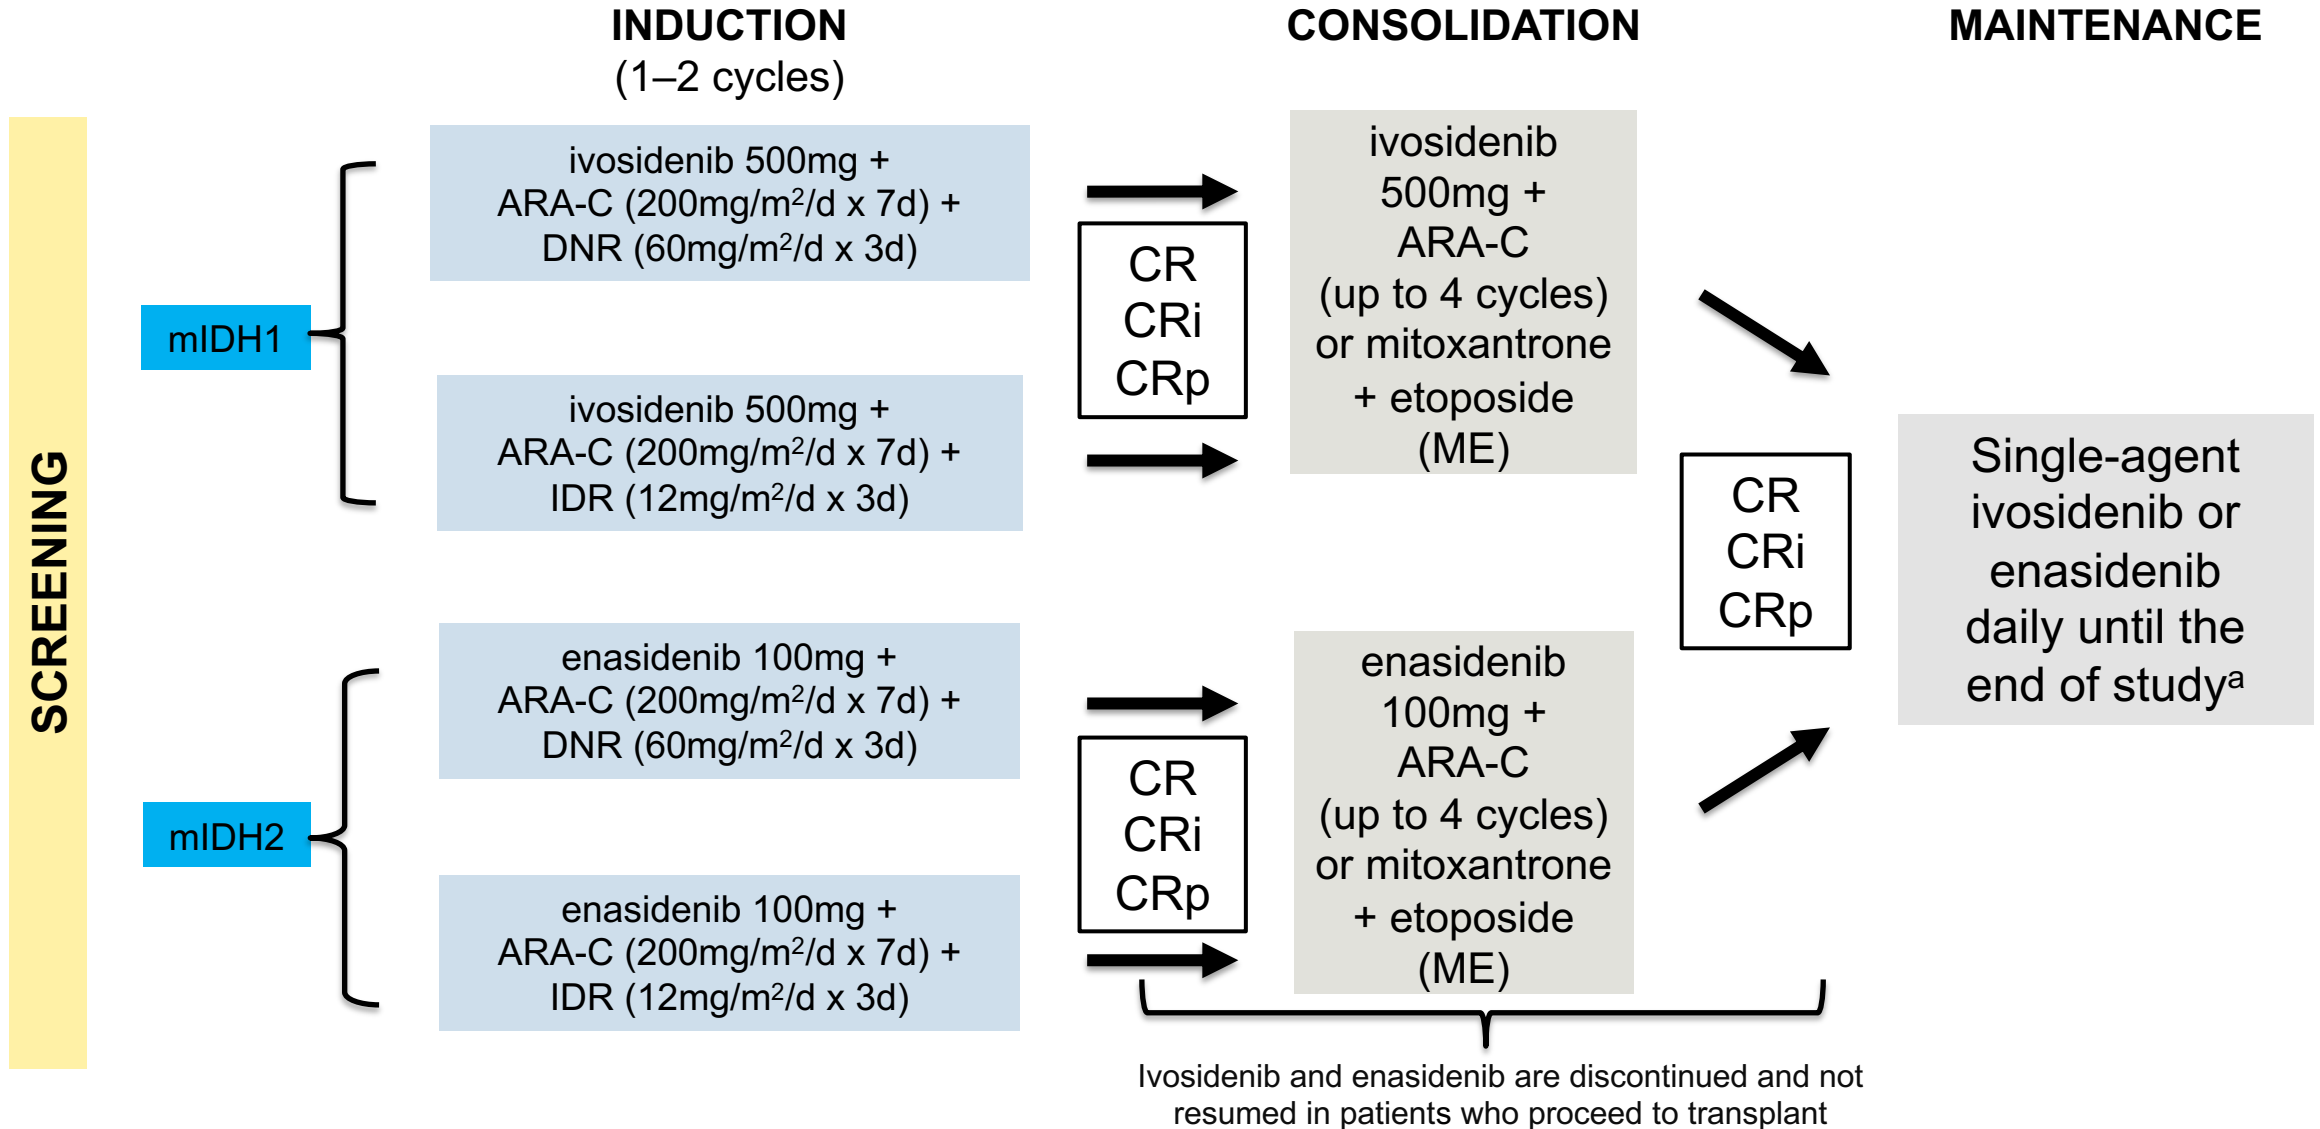 INDUCTION
(1–2 cycles)
CONSOLIDATION
MAINTENANCE
SCREENING
mIDH1
ivosidenib 500mg +
ARA-C (200mg/m²/d x 7d) +
DNR (60mg/m²/d x 3d)
ivosidenib 500mg +
ARA-C (200mg/m²/d x 7d) +
IDR (12mg/m²/d x 3d)
CR
CRi
CRp
ivosidenib
500mg +
ARA-C
(up to 4 cycles)
or mitoxantrone
+ etoposide
(ME)
mIDH2
enasidenib 100mg +
ARA-C (200mg/m²/d x 7d) +
DNR (60mg/m²/d x 3d)
enasidenib 100mg +
ARA-C (200mg/m²/d x 7d) +
IDR (12mg/m²/d x 3d)
CR
CRi
CRp
enasidenib
100mg +
ARA-C
(up to 4 cycles)
or mitoxantrone
+ etoposide
(ME)
CR
CRi
CRp
Single-agent
ivosidenib or
enasidenib
daily until the
end of studyᵃ
Ivosidenib and enasidenib are discontinued and not
resumed in patients who proceed to transplant